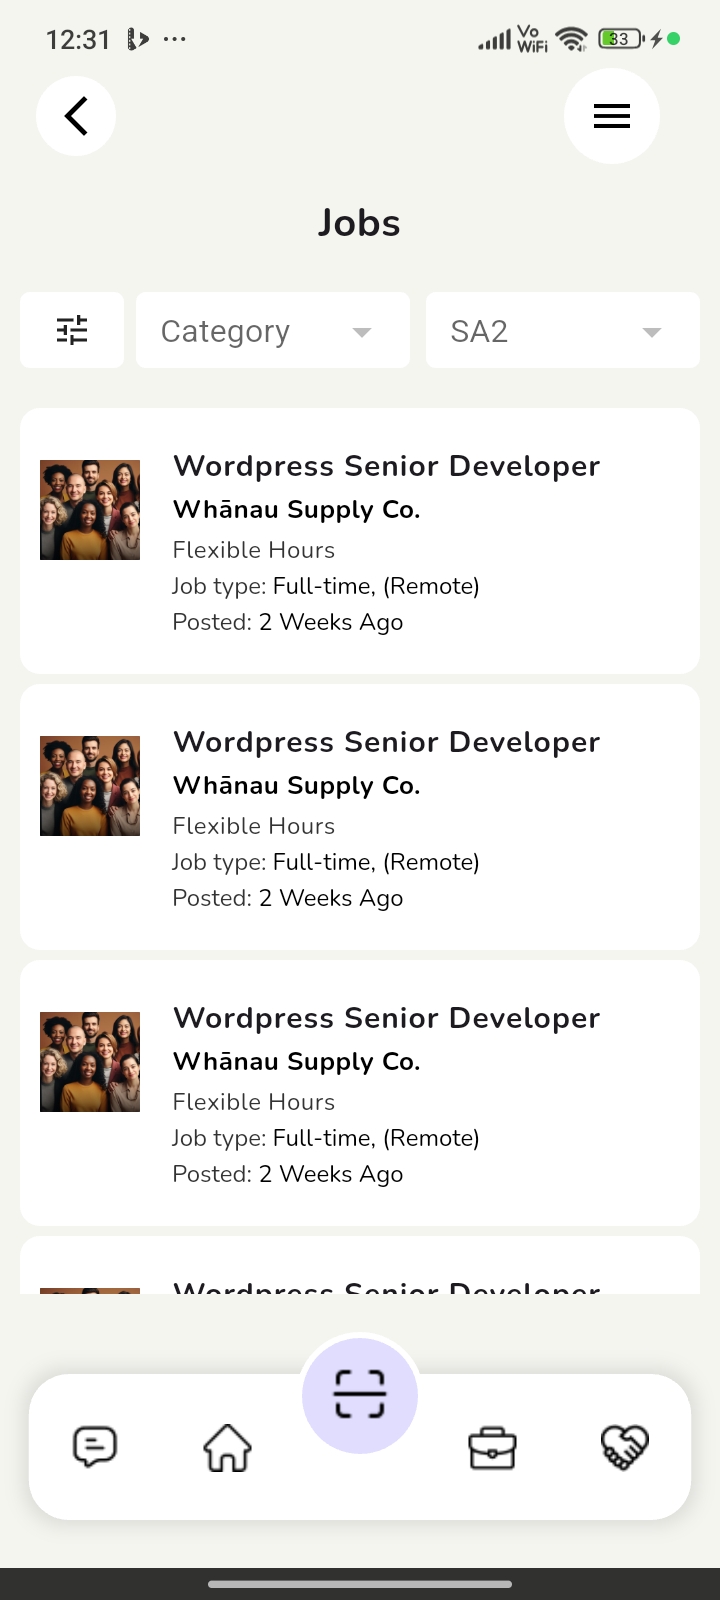 12:31
Vo
WiFi
33
Jobs
Category
SA2
Wordpress Senior Developer
Whānau Supply Co.
Flexible Hours
Job type: Full-time, (Remote)
Posted: 2 Weeks Ago
Wordpress Senior Developer
Whānau Supply Co.
Flexible Hours
Job type: Full-time, (Remote)
Posted: 2 Weeks Ago
Wordpress Senior Developer
Whānau Supply Co.
Flexible Hours
Job type: Full-time, (Remote)
Posted: 2 Weeks Ago
Wordpress Senior Developer